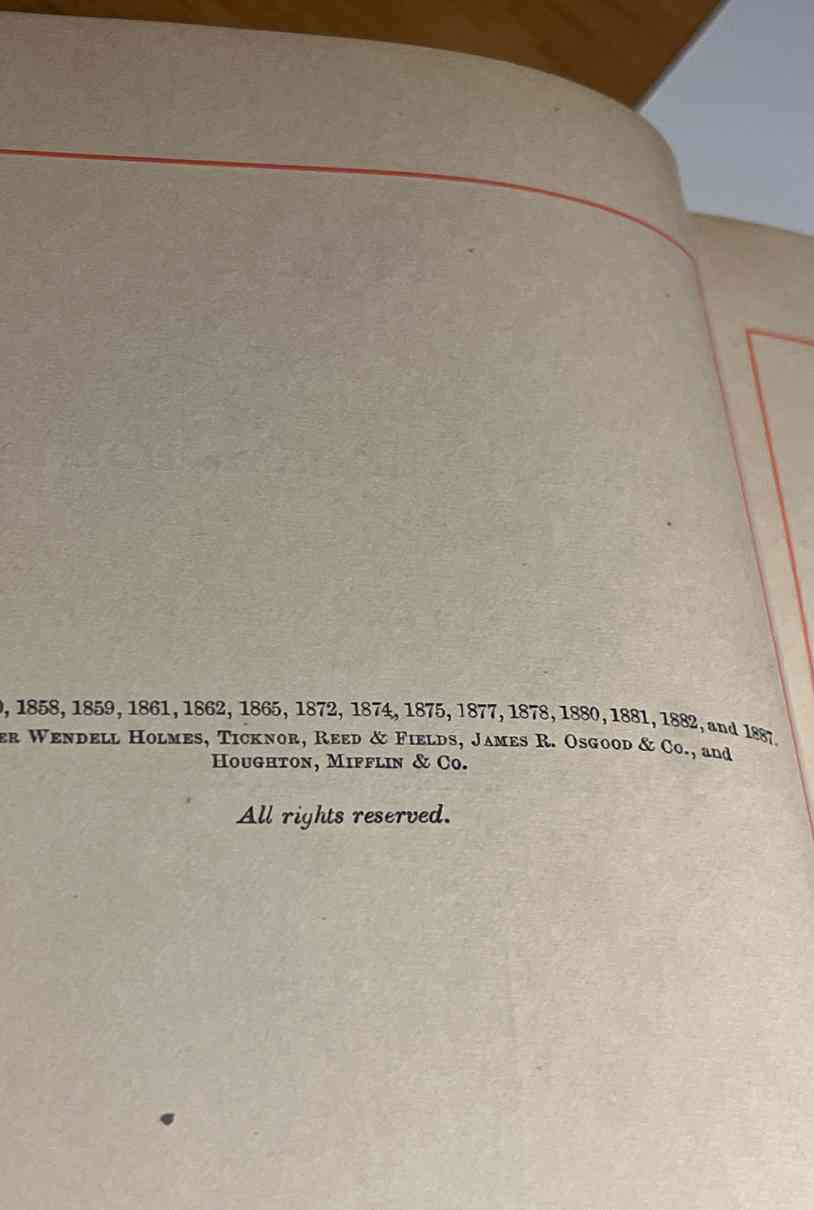 , 1858, 1859, 1861, 1862, 1865, 1872, 1874, 1875, 1877, 1878, 1880, 1881, 1882, and 1887.
ER WENDELL HOLMES, TICKNOR, REED & FIELDS, JAMES R. OSGOOD & CO., and
HOUGHTON, MIFFLIN & CO.
All rights reserved.